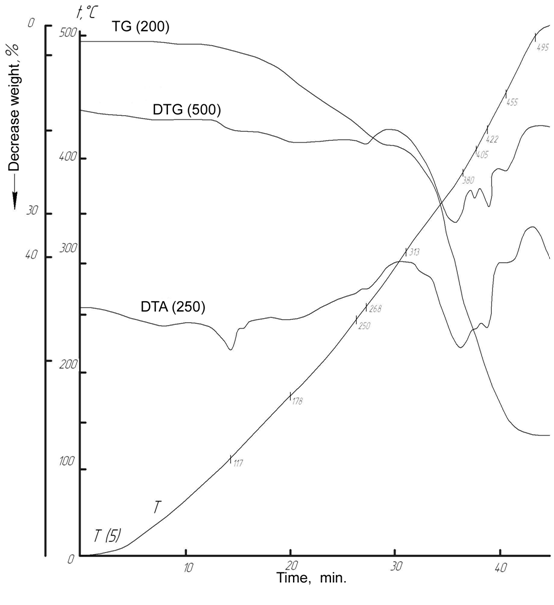 0
t,°C
500
TG (200)
495
Decrease weight, %
DTG (500)
455
422
405
400
380
30
313
300
40
DTA (250)
268
250
200
178
117
100
T
T (5)
0
10
20
30
40
Time, min.